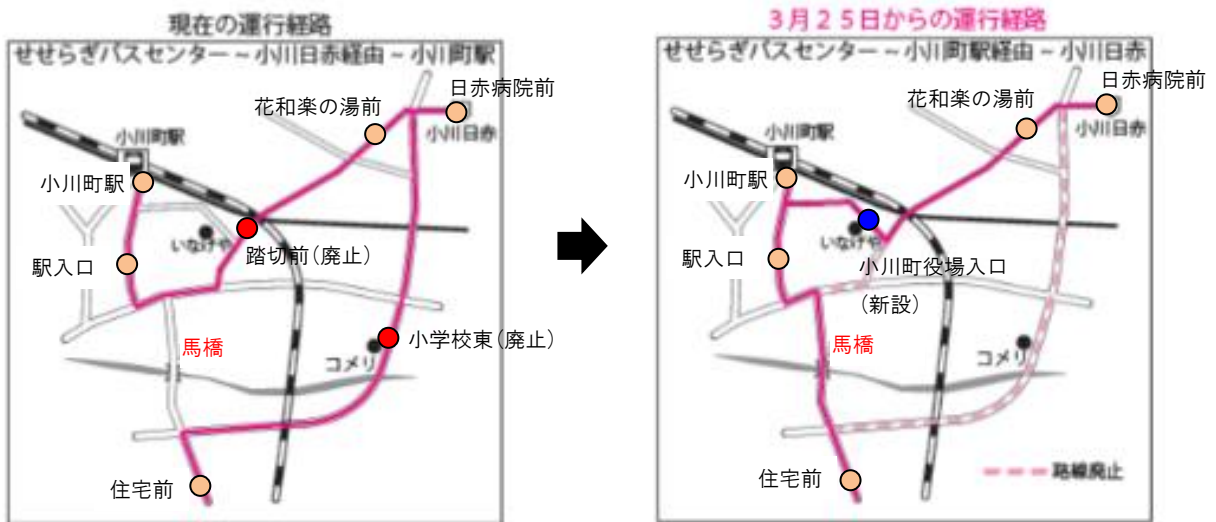 現在の運行経路
せせらぎバスセンター～小川日赤経由～小川町駅
日赤病院前
花和楽の湯前
小川日赤
小川町駅
小川町駅
いなげや
踏切前(廃止)
駅入口
馬橋
小学校東(廃止)
コメリ
住宅前
3月25日からの運行経路
せせらぎバスセンター～小川町駅経由～小川日赤
日赤病院前
花和楽の湯前
小川日赤
小川町駅
小川町駅
いなげや
駅入口
小川町役場入口
(新設)
馬橋
コメリ
住宅前
路線廃止